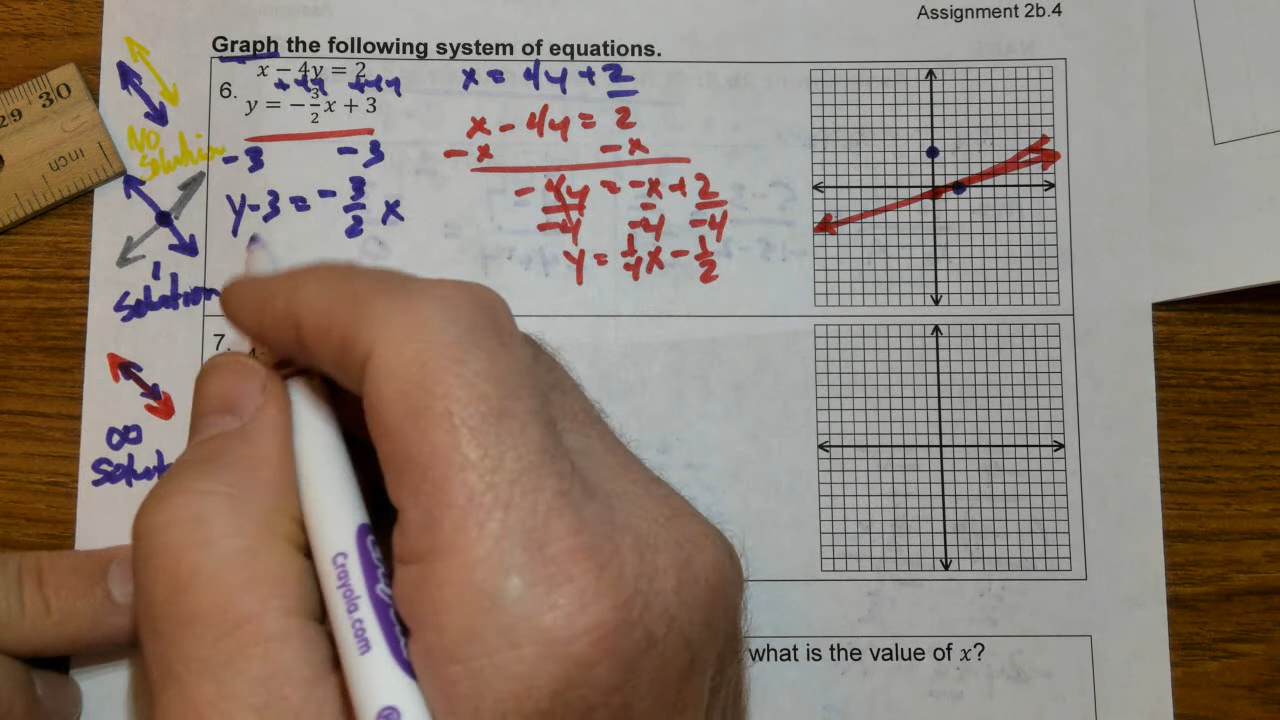 Assignment 2b.4
Graph the following system of equations.
6.
x − 4y = 2
+4y +4y
y = −3/2x + 3
−3 −3
y−3 = −3/2 x
x = 4y + 2
x − 4y = 2
−x −x
−4y = −x + 2
−4 −4 −4
y = 1/4x − 1/2
NO
Solution
1
Solution
∞
7.
what is the value of x?
29 30
inch
Crayola.com